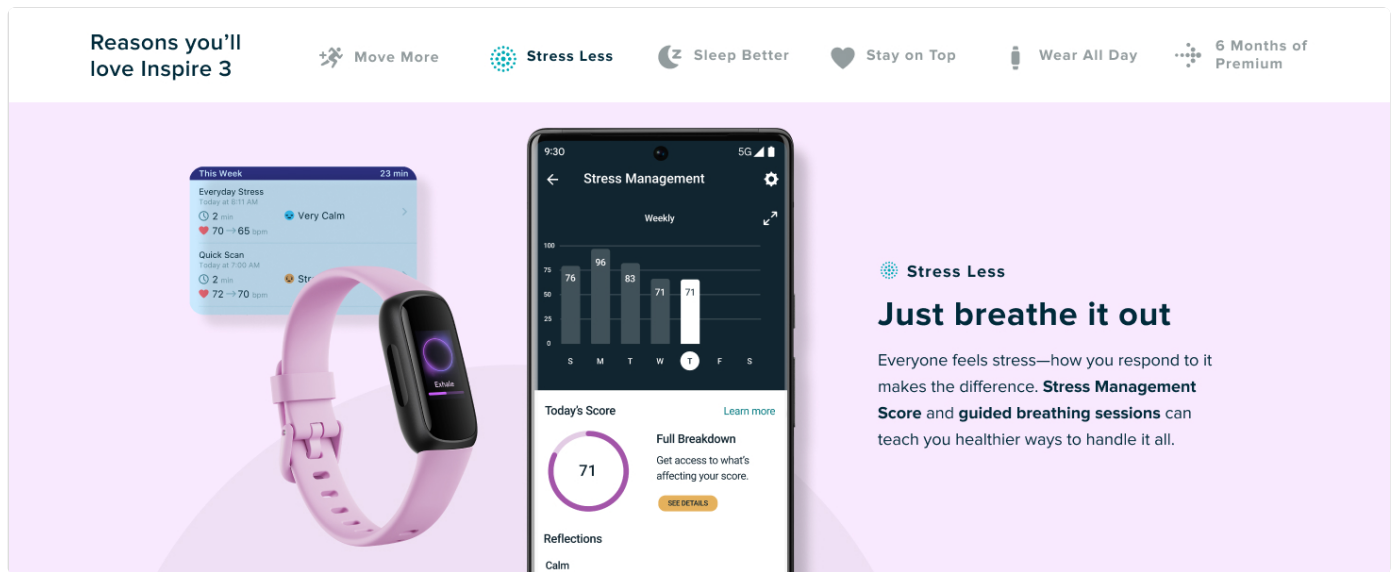 Reasons you'll
love Inspire 3
Move More
Stress Less
Sleep Better
Stay on Top
Wear All Day
6 Months of
Premium
This Week 23 min
Everyday Stress
Today at 8:11 AM
2 min
Very Calm
70 → 65 bpm
Quick Scan
Today at 7:00 AM
2 min
Str
72 → 70 bpm
Exhale
9:30 5G
Stress Management
Weekly
100
75
50
25
0
76
96
83
71
71
S M T W T F S
Today's Score Learn more
71
Full Breakdown
Get access to what's
affecting your score.
SEE DETAILS
Reflections
Calm
Stress Less
Just breathe it out
Everyone feels stress—how you respond to it
makes the difference. Stress Management
Score and guided breathing sessions can
teach you healthier ways to handle it all.